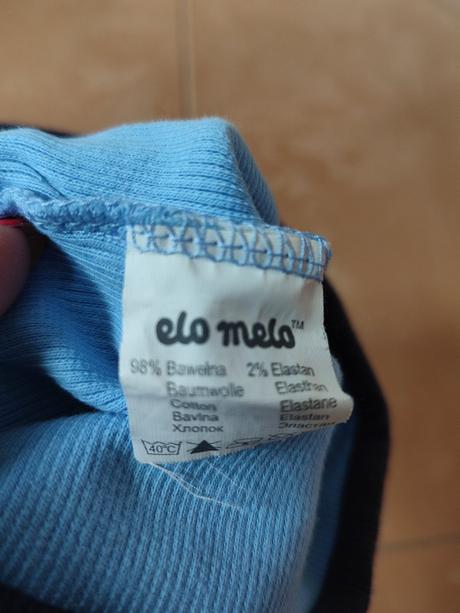 elo melo™
98% Bawełna 2% Elastan
Baumwolle Elasthan
Cotton Elastane
Bavlna Elastan
Хлопок Эластан
40°C